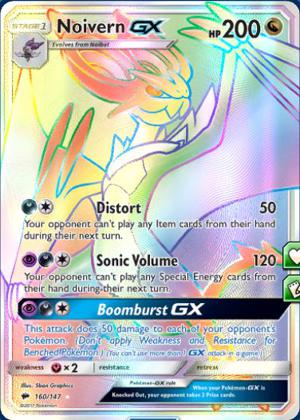 STAGE 1 Noivern GX HP 200
Evolves from Noibat
Distort 50
Your opponent can't play any Item cards from their hand during their next turn.
Sonic Volume 120
Your opponent can't play any Special Energy cards from their hand during their next turn.
Boomburst GX
This attack does 50 damage to each of your opponent's
Pokémon. (Don't apply Weakness and Resistance for
Benched Pokémon.) (You can't use more than 1 GX attack in a game.)
weakness ×2 resistance retreat
Illus. 5ban Graphics
160/147
©2017 Pokémon
Pokémon-GX rule
When your Pokémon-GX is
Knocked Out, your opponent takes 2 Prize cards.